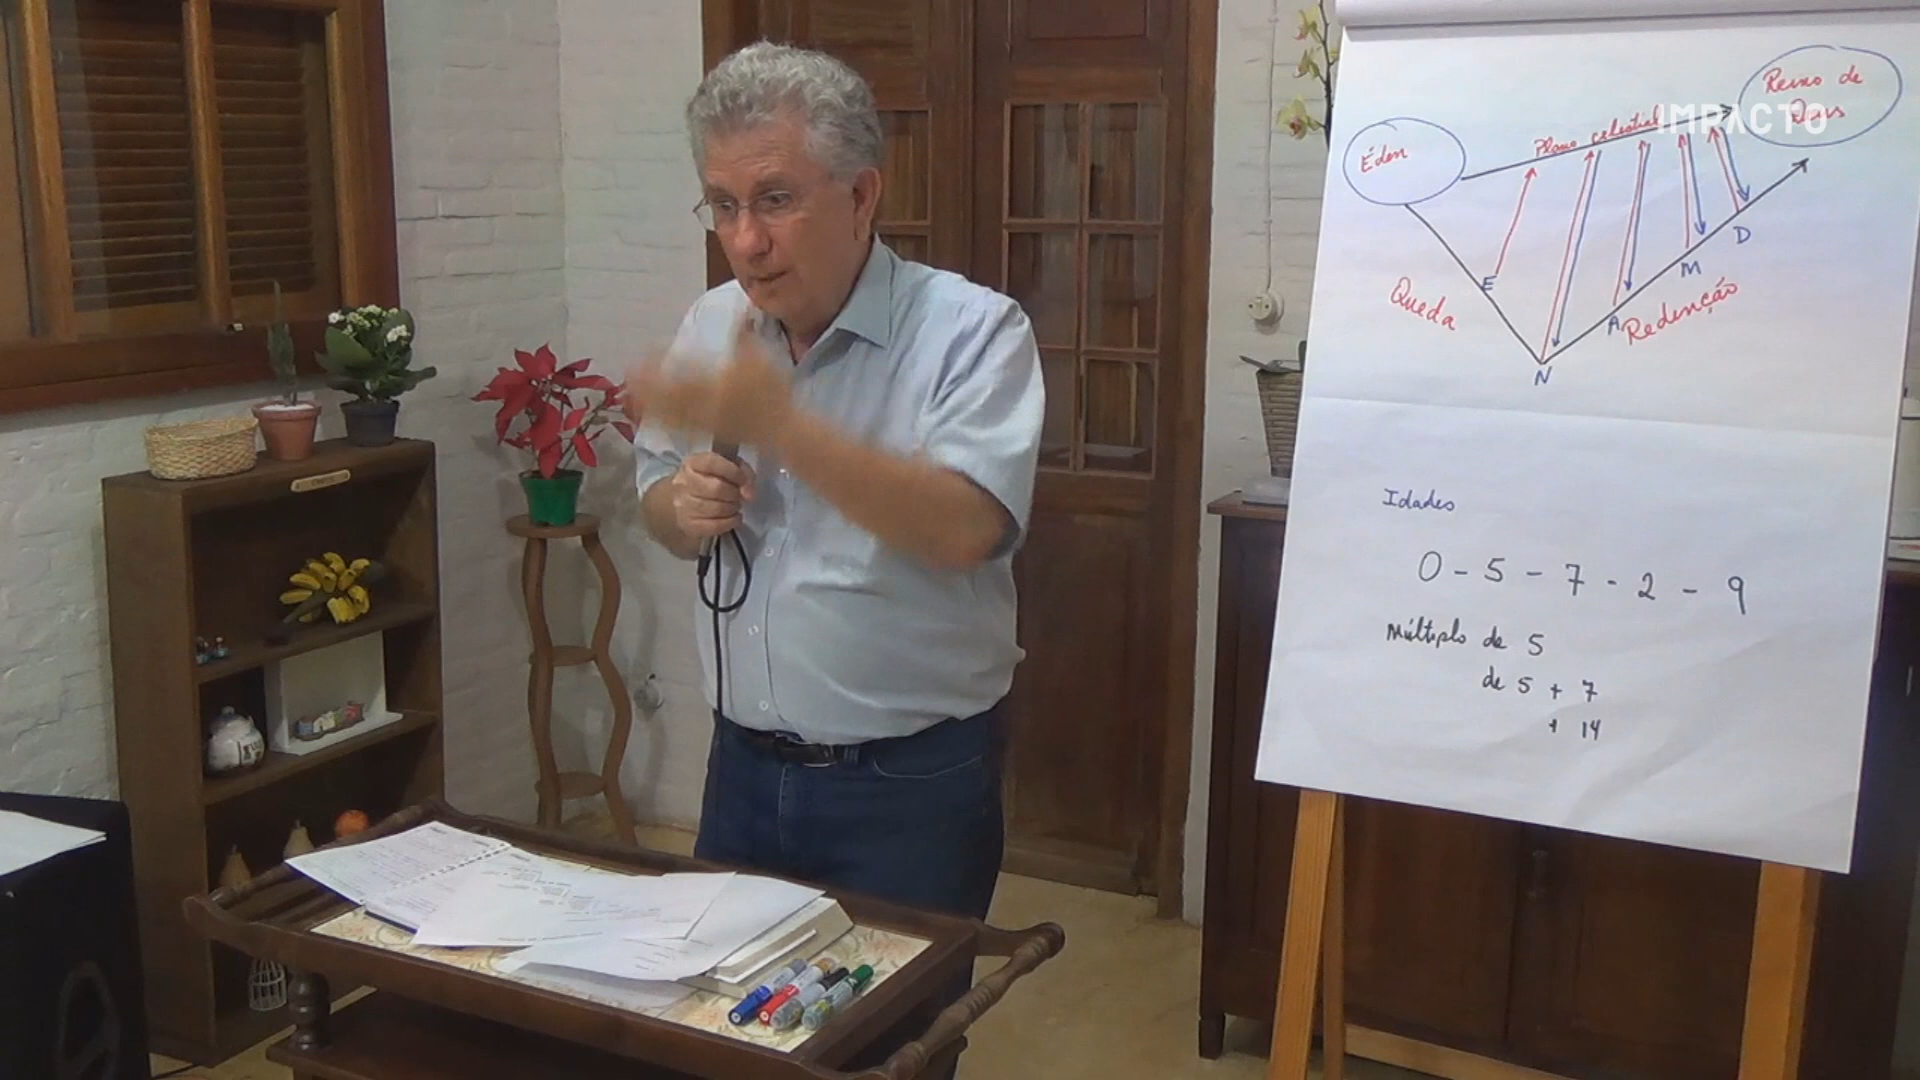 IMPACTO
Reino de
Deus
Éden
Plano celestial
D
M
E
Queda
A
Redenção
N
Idades
0 - 5 - 7 - 2 - 9
Múltiplo de 5
de 5 + 7
+ 14